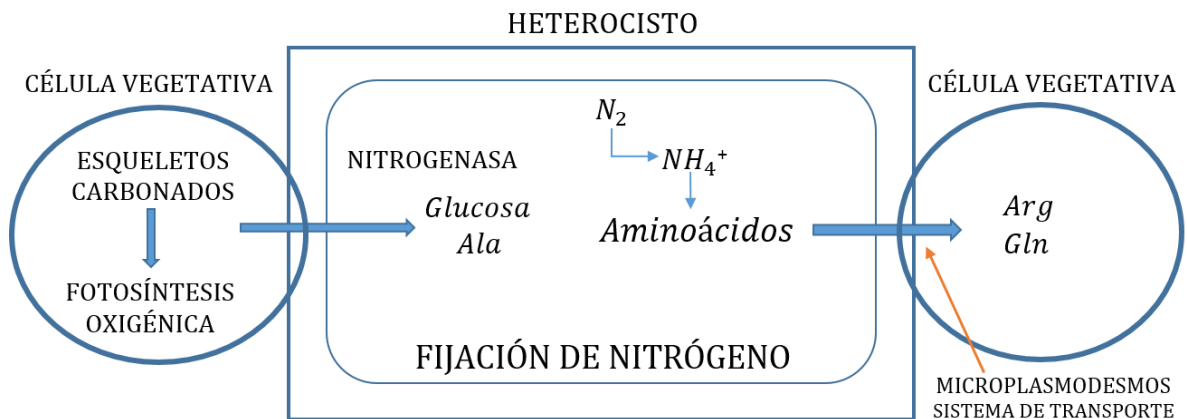 HETEROCISTO
CÉLULA VEGETATIVA
ESQUELETOS
CARBONADOS
FOTOSÍNTESIS
OXIGÉNICA
NITROGENASA
Glucosa
Ala
N₂
NH₄⁺
Aminoácidos
FIJACIÓN DE NITRÓGENO
CÉLULA VEGETATIVA
Arg
Gln
MICROPLASMODESMOS
SISTEMA DE TRANSPORTE